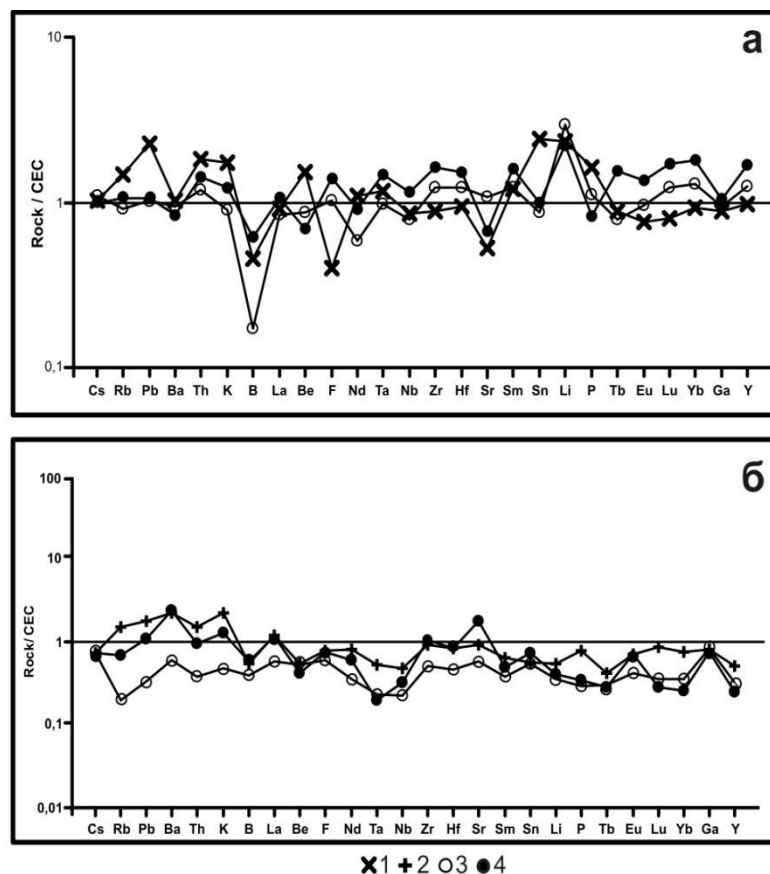 а
10
Rock / CEC
1
0,1
Cs Rb Pb Ba Th K B La Be F Nd Ta Nb Zr Hf Sr Sm Sn Li P Tb Eu Lu Yb Ga Y
б
100
10
Rock/ CEC
1
0,1
0,01
Cs Rb Pb Ba Th K B La Be F Nd Ta Nb Zr Hf Sr Sm Sn Li P Tb Eu Lu Yb Ga Y
1 2 3 4